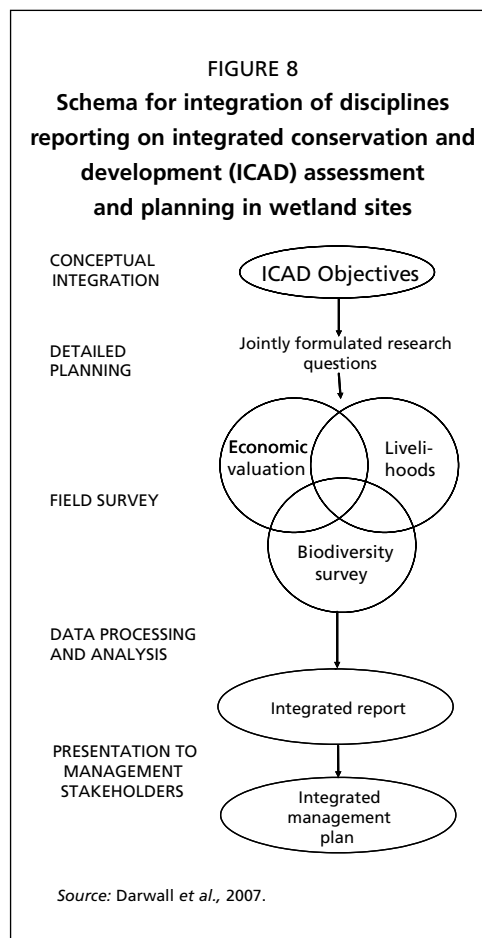 FIGURE 8
Schema for integration of disciplines
reporting on integrated conservation and
development (ICAD) assessment
and planning in wetland sites
CONCEPTUAL
INTEGRATION
ICAD Objectives
DETAILED
PLANNING
Jointly formulated research
questions
Economic
valuation
Liveli-
hoods
FIELD SURVEY
Biodiversity
survey
DATA PROCESSING
AND ANALYSIS
Integrated report
PRESENTATION TO
MANAGEMENT
STAKEHOLDERS
Integrated
management
plan
Source: Darwall et al., 2007.